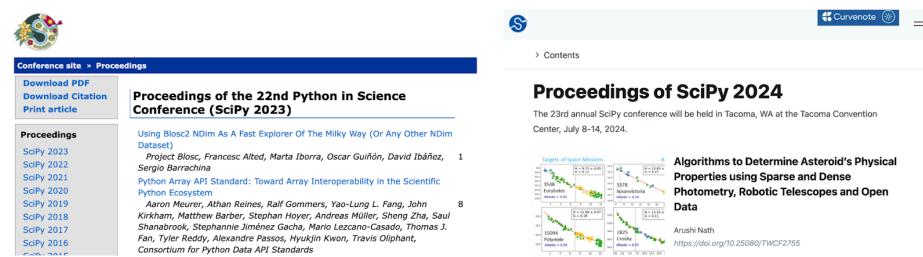 Conference site » Proceedings
Download PDF
Download Citation
Print article
Proceedings
SciPy 2023
SciPy 2022
SciPy 2021
SciPy 2020
SciPy 2019
SciPy 2018
SciPy 2017
SciPy 2016
SciPy 2015
Proceedings of the 22nd Python in Science
Conference (SciPy 2023)
Using Blosc2 NDim As A Fast Explorer Of The Milky Way (Or Any Other NDim
Dataset)
Project Blosc, Francesc Alted, Marta Iborra, Oscar Guiñón, David Ibáñez, 1
Sergio Barrachina
Python Array API Standard: Toward Array Interoperability in the Scientific
Python Ecosystem
Aaron Meurer, Athan Reines, Ralf Gommers, Yao-Lung L. Fang, John 8
Kirkham, Matthew Barber, Stephan Hoyer, Andreas Müller, Sheng Zha, Saul
Shanabrook, Stephannie Jiménez Gacha, Mario Lezcano-Casado, Thomas J.
Fan, Tyler Reddy, Alexandre Passos, Hyukjin Kwon, Travis Oliphant,
Consortium for Python Data API Standards
Curvenote
> Contents
Proceedings of SciPy 2024
The 23rd annual SciPy conference will be held in Tacoma, WA at the Tacoma Convention
Center, July 8-14, 2024.
Targets of Space Missions
3548
Eurybates
5578
15094
Polymele
2825
Crosby
Algorithms to Determine Asteroid's Physical
Properties using Sparse and Dense
Photometry, Robotic Telescopes and Open
Data
Arushi Nath
https://doi.org/10.25080/TWCF2755